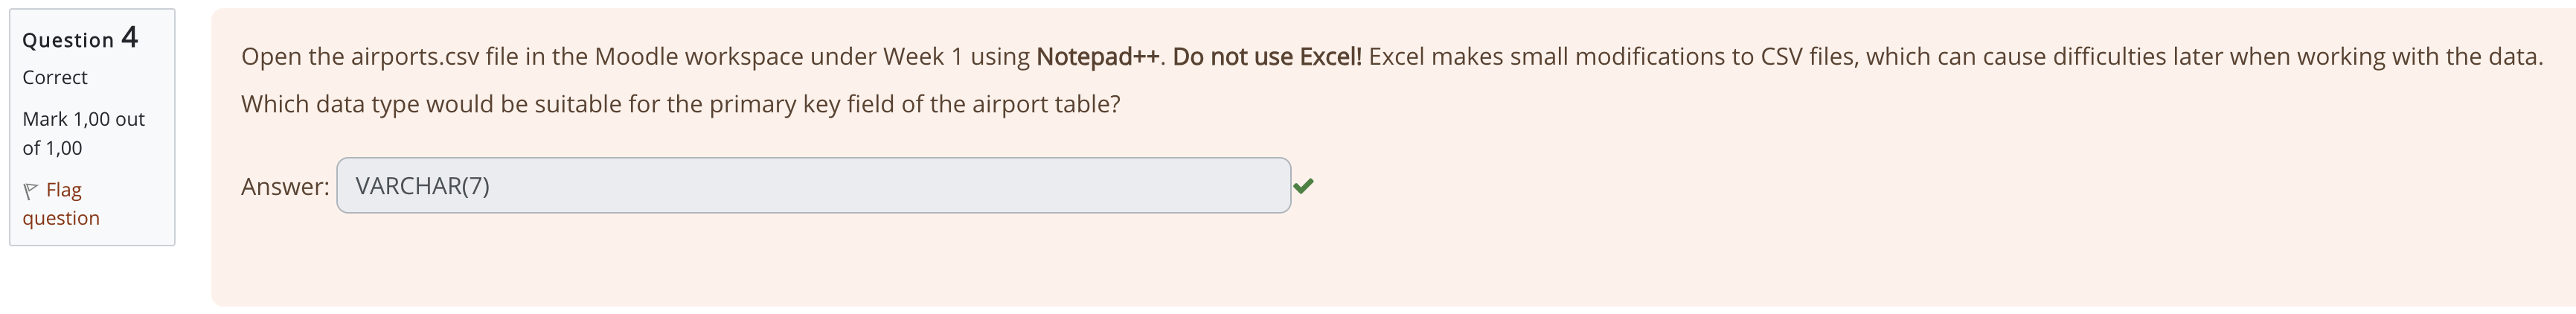 Question 4
Correct
Mark 1,00 out
of 1,00
Flag
question
Open the airports.csv file in the Moodle workspace under Week 1 using Notepad++. Do not use Excel! Excel makes small modifications to CSV files, which can cause difficulties later when working with the data.
Which data type would be suitable for the primary key field of the airport table?
Answer: VARCHAR(7)